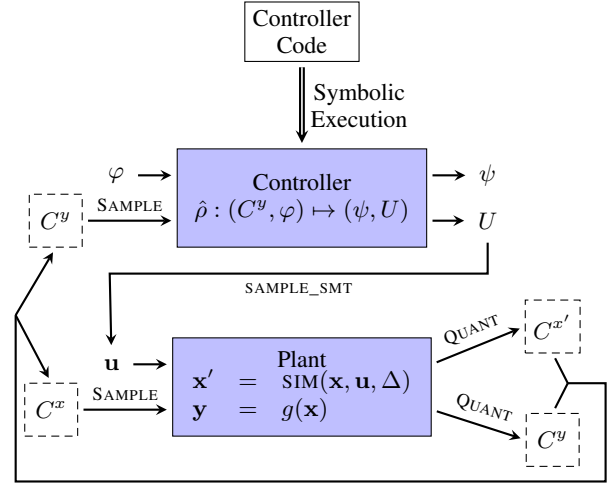 Controller
Code
Symbolic
Execution
φ
Controller
ψ
SAMPLE
C^y
ρ̂ : (C^y, φ) ↦ (ψ, U)
U
SAMPLE_SMT
u
Plant
QUANT
C^{x'}
x' = SIM(x, u, Δ)
C^x
SAMPLE
y = g(x)
QUANT
C^y